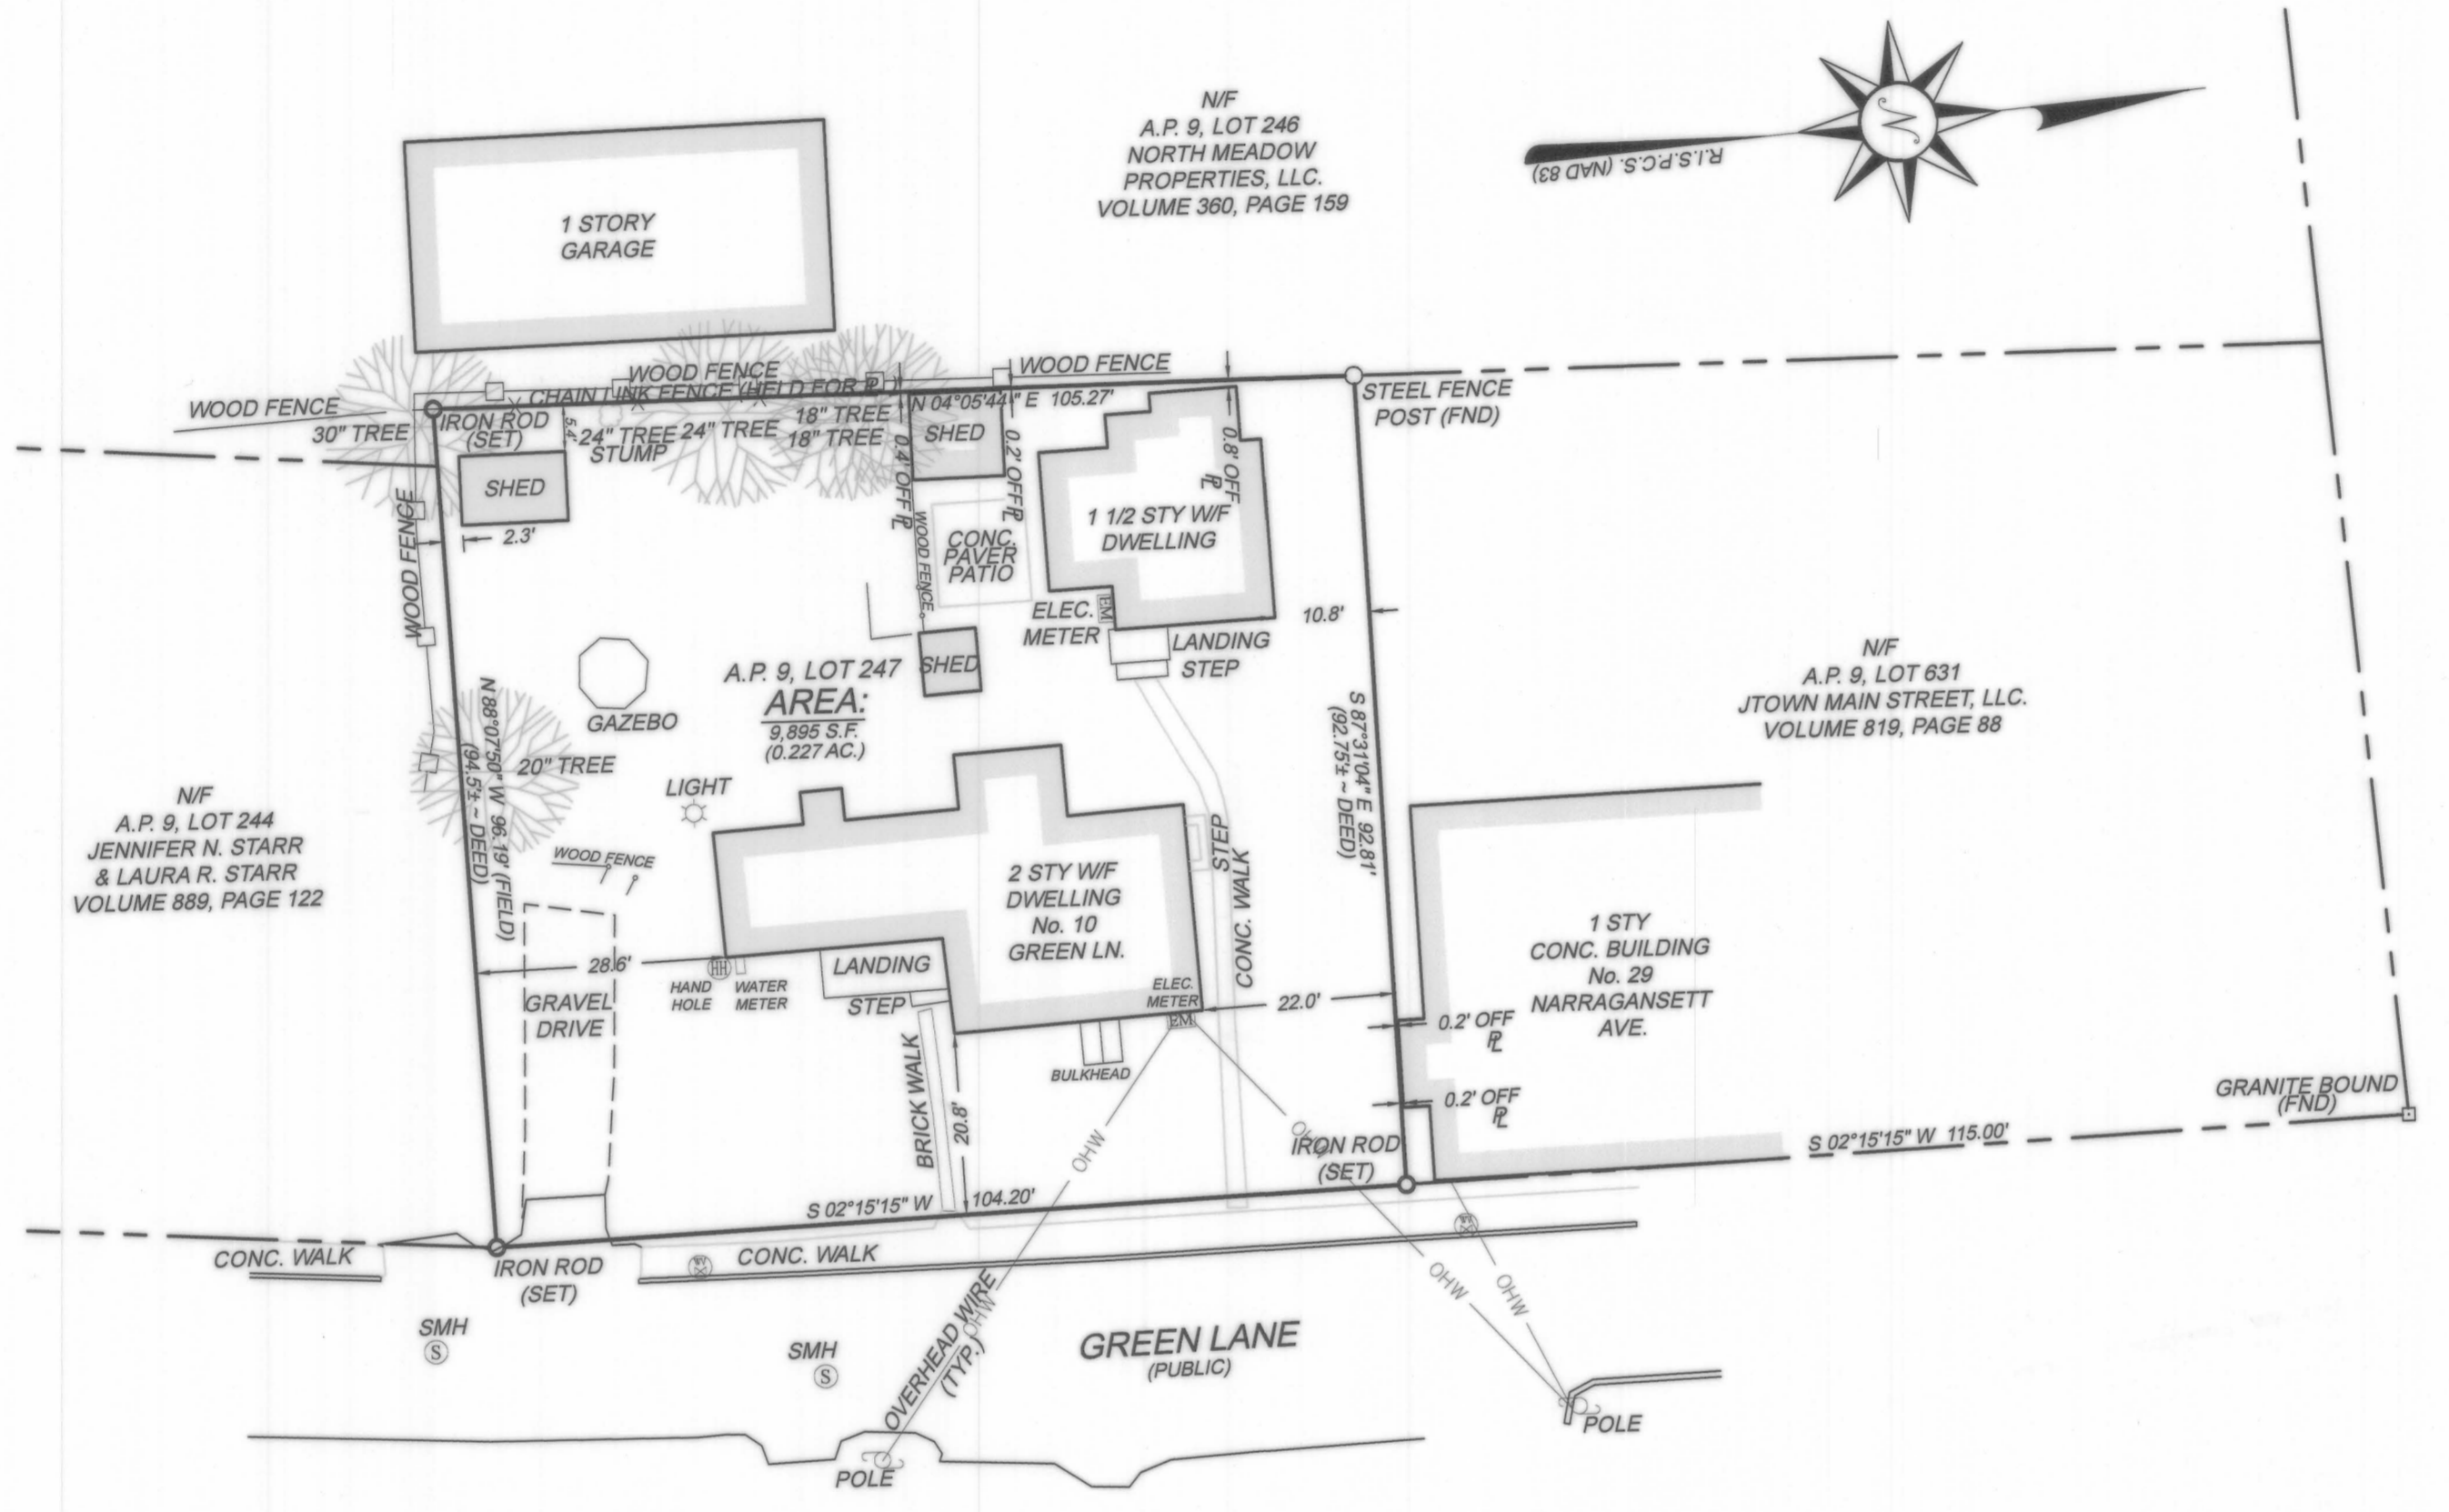 N/F
A.P. 9, LOT 246
NORTH MEADOW
PROPERTIES, LLC.
VOLUME 360, PAGE 159
N
R.I.S.P.C.S. (NAD 83)
1 STORY
GARAGE
WOOD FENCE
WOOD FENCE
CHAIN LINK FENCE (HELD FOR PL)
WOOD FENCE
30" TREE
IRON ROD
(SET)
5.4'
24" TREE
STUMP
24" TREE
18" TREE
18" TREE
N 04°05'44" E 105.27'
STEEL FENCE
POST (FND)
SHED
SHED
0.4' OFF PL
0.2' OFF PL
0.8' OFF
PL
2.3'
WOOD FENCE
WOOD FENCE
CONC.
PAVER
PATIO
1 1/2 STY W/F
DWELLING
ELEC.
METER
EM
LANDING
STEP
10.8'
SHED
A.P. 9, LOT 247
AREA:
9,895 S.F.
(0.227 AC.)
GAZEBO
N 88°07'50" W 96.19' (FIELD)
(94.5'± ~ DEED)
S 87°31'04" E 92.81'
(92.75'± ~ DEED)
20" TREE
LIGHT
WOOD FENCE
N/F
A.P. 9, LOT 631
JTOWN MAIN STREET, LLC.
VOLUME 819, PAGE 88
N/F
A.P. 9, LOT 244
JENNIFER N. STARR
& LAURA R. STARR
VOLUME 889, PAGE 122
STEP
CONC. WALK
2 STY W/F
DWELLING
No. 10
GREEN LN.
1 STY
CONC. BUILDING
No. 29
NARRAGANSETT
AVE.
28.6'
HH
HAND
HOLE
WATER
METER
LANDING
STEP
ELEC.
METER
EM
22.0'
GRAVEL
DRIVE
0.2' OFF
PL
0.2' OFF
PL
BRICK WALK
20.8'
BULKHEAD
OHW
OHW
IRON ROD
(SET)
GRANITE BOUND
(FND)
S 02°15'15" W 115.00'
S 02°15'15" W 104.20'
CONC. WALK
CONC. WALK
IRON ROD
(SET)
OHW
OHW
OHW
SMH
S
SMH
S
OVERHEAD WIRE
(TYP.)
GREEN LANE
(PUBLIC)
POLE
POLE